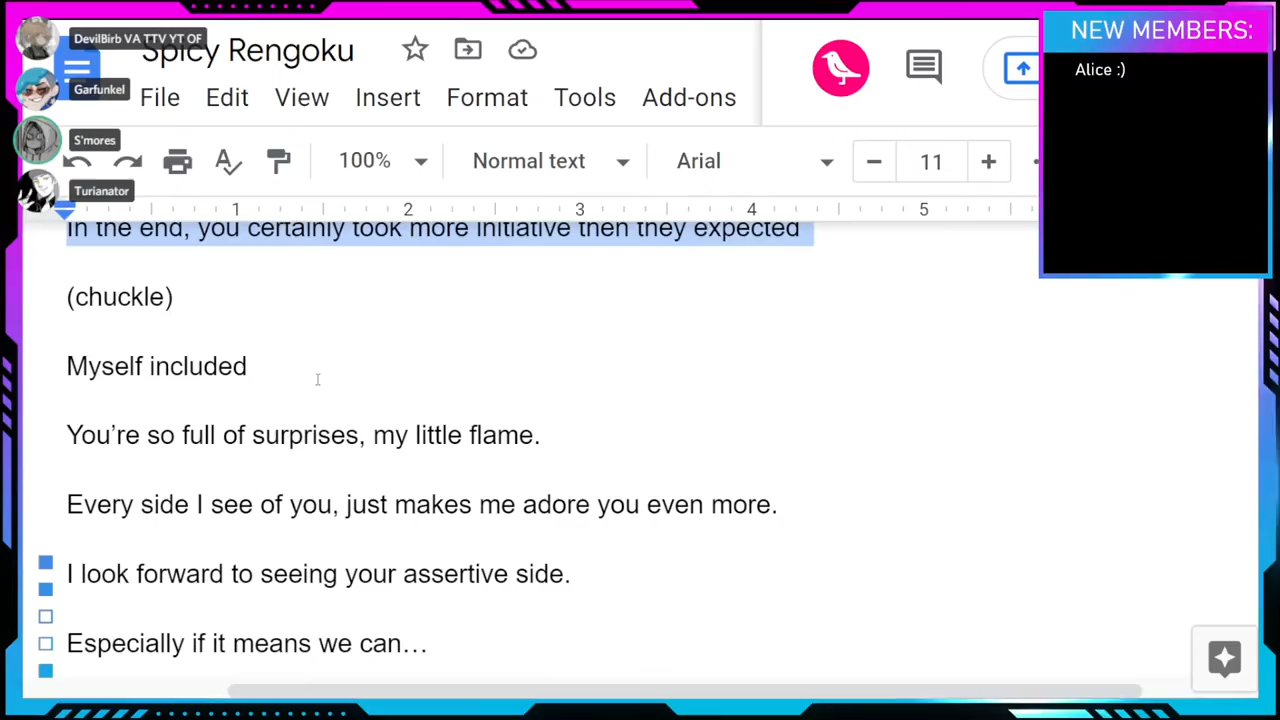 DevilBirb VA TTV YT OF
Spicy Rengoku
NEW MEMBERS:
Alice :)
Garfunkel
File Edit View Insert Format Tools Add-ons
S'mores
100% Normal text Arial 11
Turianator
1 2 3 4 5
In the end, you certainly took more initiative then they expected
(chuckle)
Myself included
You're so full of surprises, my little flame.
Every side I see of you, just makes me adore you even more.
I look forward to seeing your assertive side.
Especially if it means we can…